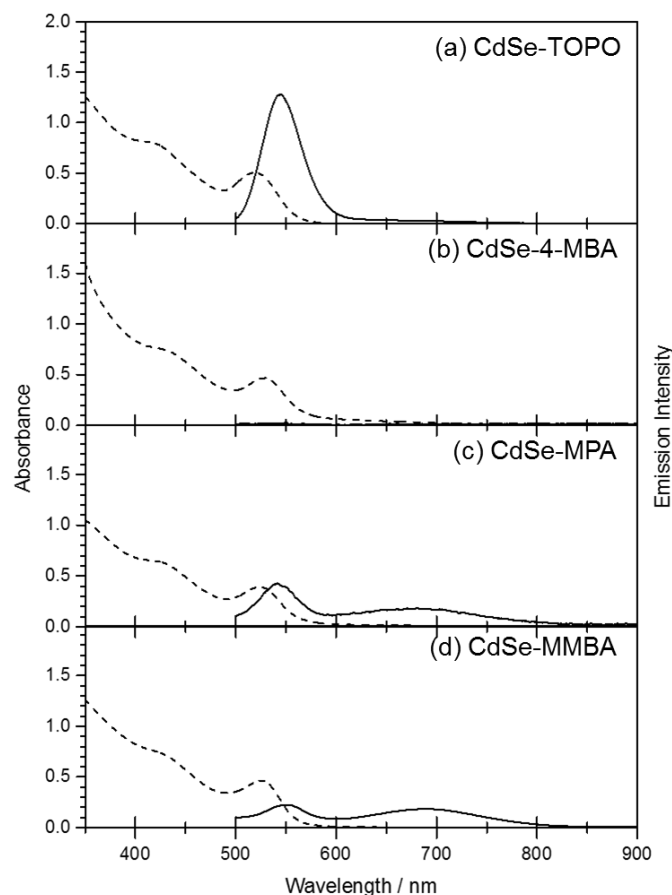 2.0
(a) CdSe-TOPO
1.5
1.0
0.5
0.0
(b) CdSe-4-MBA
1.5
1.0
0.5
0.0
(c) CdSe-MPA
1.5
1.0
0.5
0.0
(d) CdSe-MMBA
1.5
1.0
0.5
0.0
400 500 600 700 800 900
Wavelength / nm
Absorbance
Emission Intensity